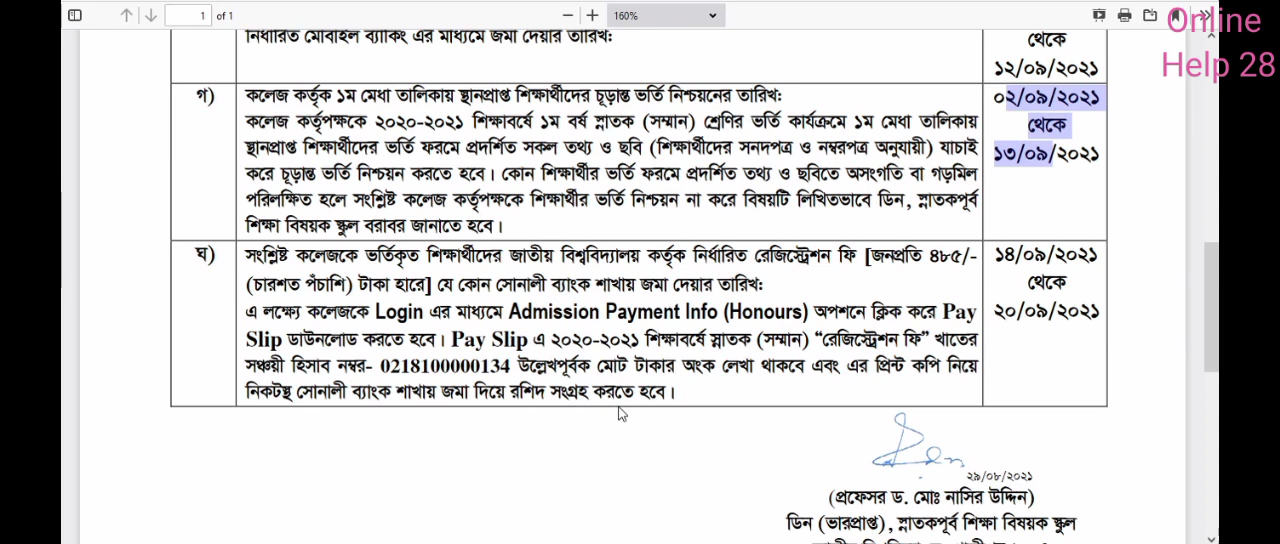 1 of 1
160%
Online
Help 28
নির্ধারিত মোবাইল ব্যাংকিং এর মাধ্যমে জমা দেয়ার তারিখ:
থেকে
১২/০৯/২০২১
গ) কলেজ কর্তৃক ১ম মেধা তালিকায় স্থানপ্রাপ্ত শিক্ষার্থীদের চূড়ান্ত ভর্তি নিশ্চয়নের তারিখ:
কলেজ কর্তৃপক্ষকে ২০২০-২০২১ শিক্ষাবর্ষে ১ম বর্ষ স্নাতক (সম্মান) শ্রেণির ভর্তি কার্যক্রমে ১ম মেধা তালিকায়
স্থানপ্রাপ্ত শিক্ষার্থীদের ভর্তি ফরমে প্রদর্শিত সকল তথ্য ও ছবি (শিক্ষার্থীদের সনদপত্র ও নম্বরপত্র অনুযায়ী) যাচাই
করে চূড়ান্ত ভর্তি নিশ্চয়ন করতে হবে। কোন শিক্ষার্থীর ভর্তি ফরমে প্রদর্শিত তথ্য ও ছবিতে অসংগতি বা গড়মিল
পরিলক্ষিত হলে সংশ্লিষ্ট কলেজ কর্তৃপক্ষকে শিক্ষার্থীর ভর্তি নিশ্চয়ন না করে বিষয়টি লিখিতভাবে ডিন, স্নাতকপূর্ব
শিক্ষা বিষয়ক স্কুল বরাবর জানাতে হবে।
০২/০৯/২০২১
থেকে
১৩/০৯/২০২১
ঘ) সংশ্লিষ্ট কলেজকে ভর্তিকৃত শিক্ষার্থীদের জাতীয় বিশ্ববিদ্যালয় কর্তৃক নির্ধারিত রেজিস্ট্রেশন ফি [জনপ্রতি ৪৮৫/-
(চারশত পঁচাশি) টাকা হারে] যে কোন সোনালী ব্যাংক শাখায় জমা দেয়ার তারিখ:
এ লক্ষ্যে কলেজকে Login এর মাধ্যমে Admission Payment Info (Honours) অপশনে ক্লিক করে Pay
Slip ডাউনলোড করতে হবে। Pay Slip এ ২০২০-২০২১ শিক্ষাবর্ষে স্নাতক (সম্মান) “রেজিস্ট্রেশন ফি” খাতের
সঞ্চয়ী হিসাব নম্বর- 0218100000134 উল্লেখপূর্বক মোট টাকার অংক লেখা থাকবে এবং এর প্রিন্ট কপি নিয়ে
নিকটস্থ সোনালী ব্যাংক শাখায় জমা দিয়ে রশিদ সংগ্রহ করতে হবে।
১৪/০৯/২০২১
থেকে
২০/০৯/২০২১
২৯/০৮/২০২১
(প্রফেসর ড. মোঃ নাসির উদ্দিন)
ডিন (ভারপ্রাপ্ত), স্নাতকপূর্ব শিক্ষা বিষয়ক স্কুল